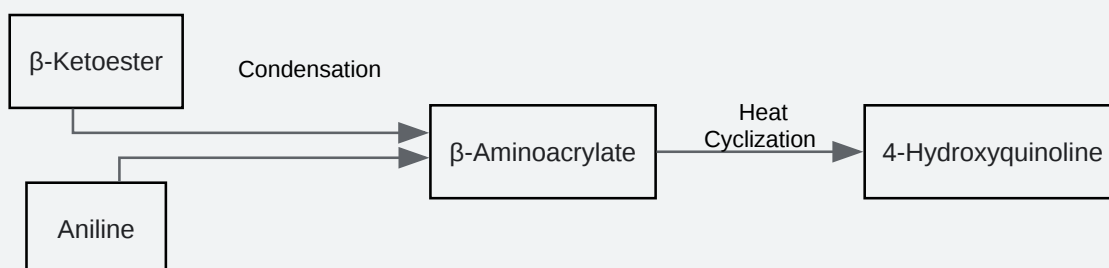 β-Ketoester
Condensation
Heat
Cyclization
β-Aminoacrylate
4-Hydroxyquinoline
Aniline